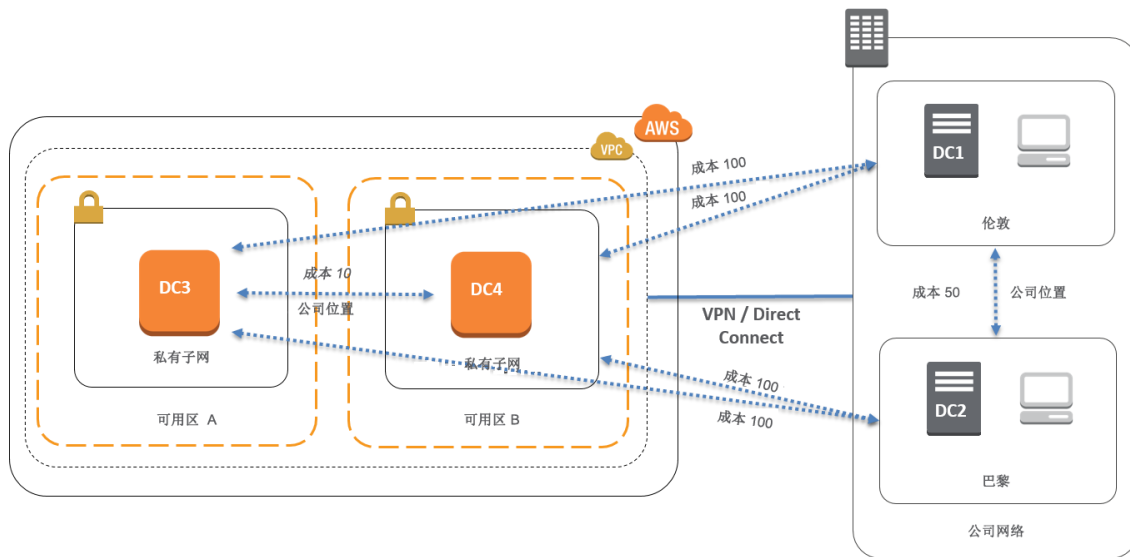 AWS
VPC
DC3
私有子网
可用区 A
成本 10
公司位置
DC4
私有子网
可用区 B
成本 100
成本 100
VPN / Direct
Connect
成本 100
成本 100
DC1
伦敦
成本 50
公司位置
DC2
巴黎
公司网络